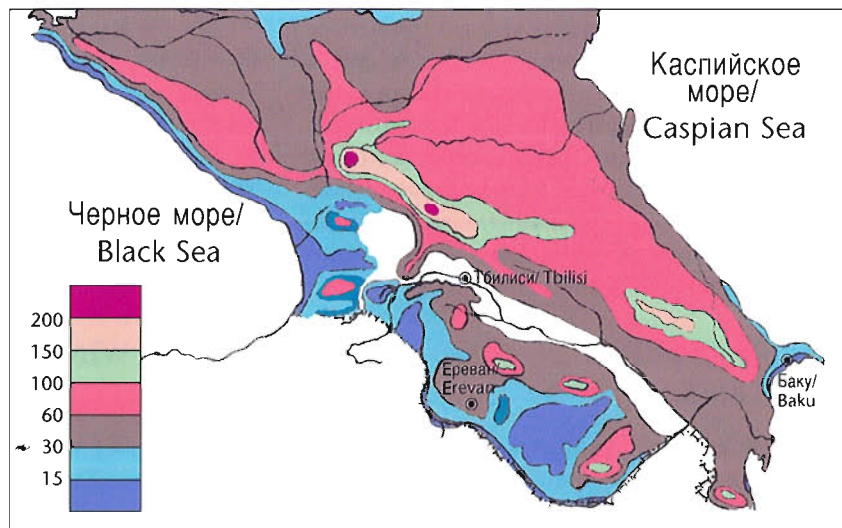 Каспийское
море/
Caspian Sea
Черное море/
Black Sea
Тбилиси/ Tbilisi
Ереван/
Erevan
Баку/
Baku
200
150
100
60
30
15